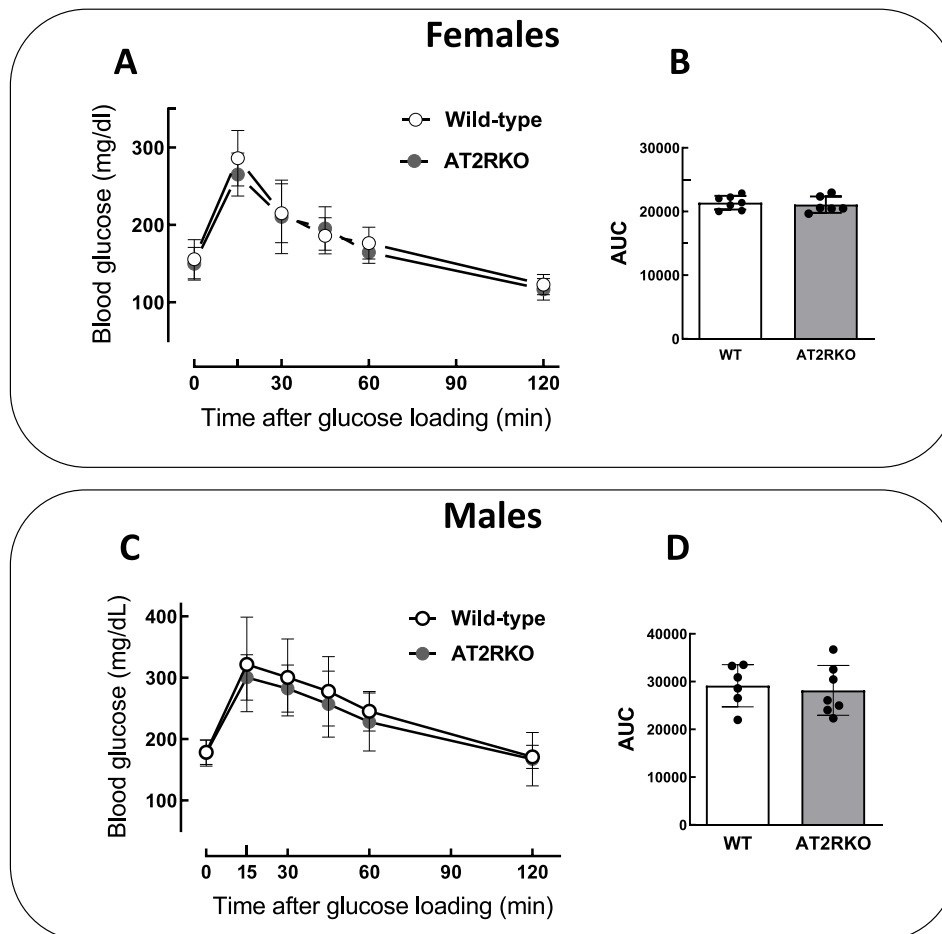 Females
A
B
Blood glucose (mg/dl)
300
200
100
Wild-type
AT2RKO
0
30
60
90
120
Time after glucose loading (min)
AUC
30000
20000
10000
0
WT
AT2RKO
Males
C
D
Blood glucose (mg/dL)
400
300
200
100
Wild-type
AT2RKO
0
15
30
60
90
120
Time after glucose loading (min)
AUC
40000
30000
20000
10000
0
WT
AT2RKO